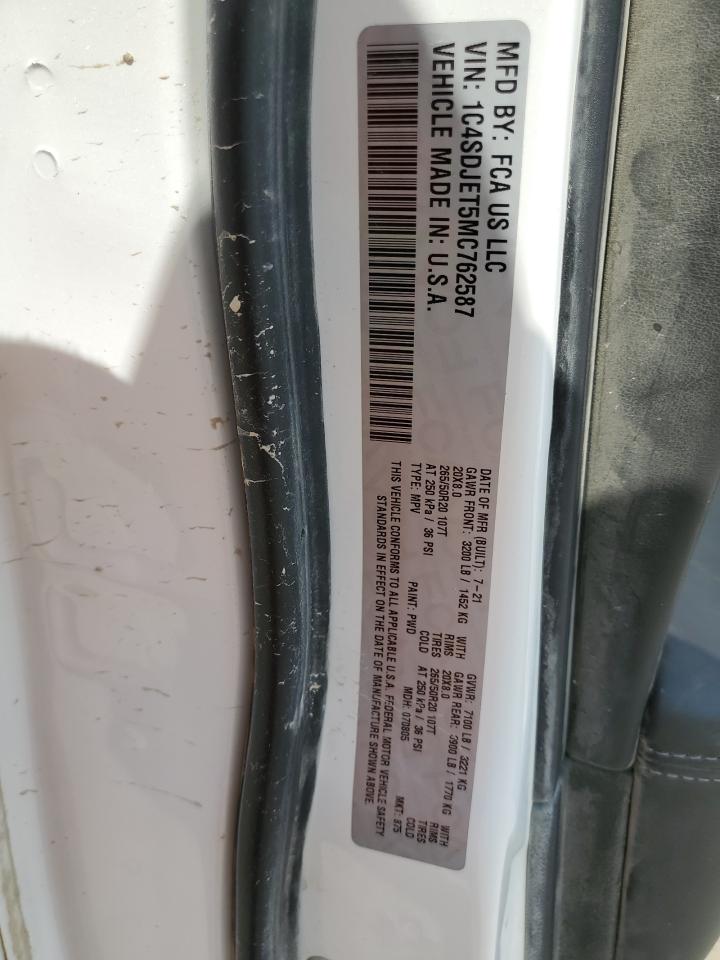 MFD BY: FCA US LLC
VIN: 1C4SDJET5MC762587
VEHICLE MADE IN: U.S.A.
DATE OF MFR (BUILT): 7-21 GVWR: 7100 LB / 3221 KG
GAWR FRONT: 3200 LB / 1452 KG WITH GAWR REAR: 3900 LB / 1770 KG WITH
20X8.0 RIMS 20X8.0 RIMS
265/50R20 107T TIRES 265/50R20 107T TIRES
AT 250 kPa / 36 PSI COLD AT 250 kPa / 36 PSI COLD
TYPE: MPV PAINT: PWD MDH: 070805 MKT: 875
THIS VEHICLE CONFORMS TO ALL APPLICABLE U.S.A. FEDERAL MOTOR VEHICLE SAFETY
STANDARDS IN EFFECT ON THE DATE OF MANUFACTURE SHOWN ABOVE.